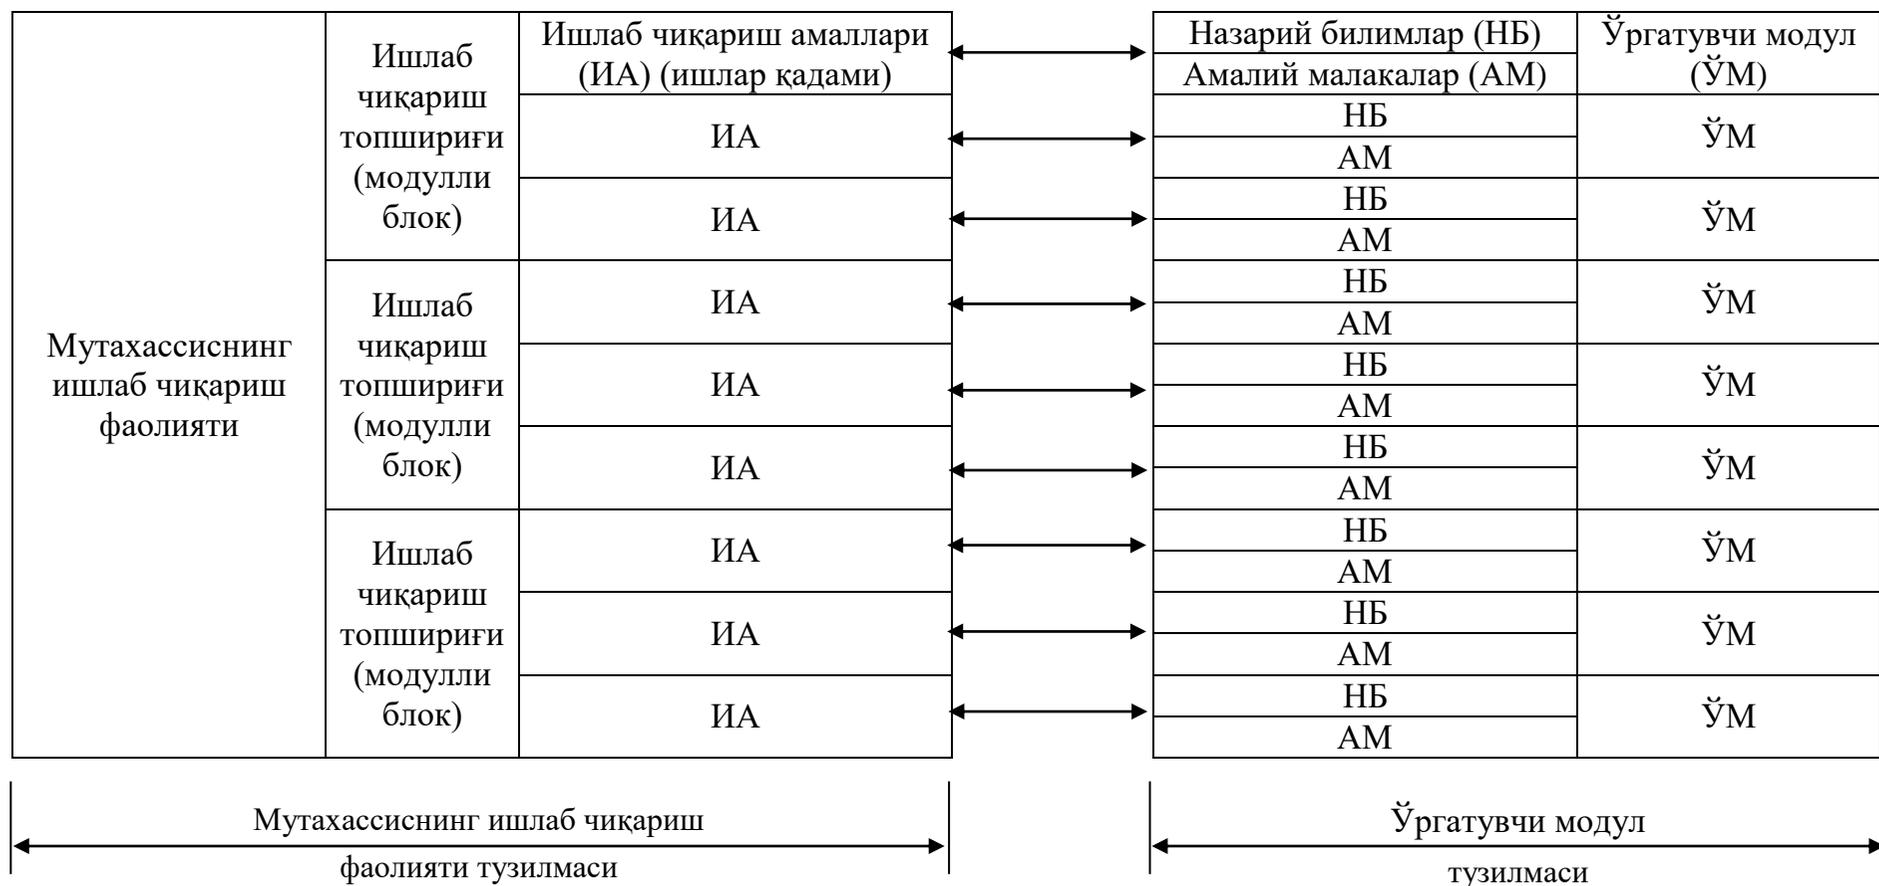 Мутахассиснинг
ишлаб чиқариш
фаолияти
Ишлаб
чиқариш
топшириғи
(модулли
блок)
Ишлаб чиқариш амаллари
(ИА) (ишлар қадами)
ИА
ИА
Ишлаб
чиқариш
топшириғи
(модулли
блок)
ИА
ИА
ИА
Ишлаб
чиқариш
топшириғи
(модулли
блок)
ИА
ИА
ИА
Назарий билимлар (НБ)
Амалий малакалар (АМ)
Ўргатувчи модул
(ЎМ)
НБ
АМ
ЎМ
НБ
АМ
ЎМ
НБ
АМ
ЎМ
НБ
АМ
ЎМ
НБ
АМ
ЎМ
НБ
АМ
ЎМ
НБ
АМ
ЎМ
НБ
АМ
ЎМ
Мутахассиснинг ишлаб чиқариш
фаолияти тузилмаси
Ўргатувчи модул
тузилмаси